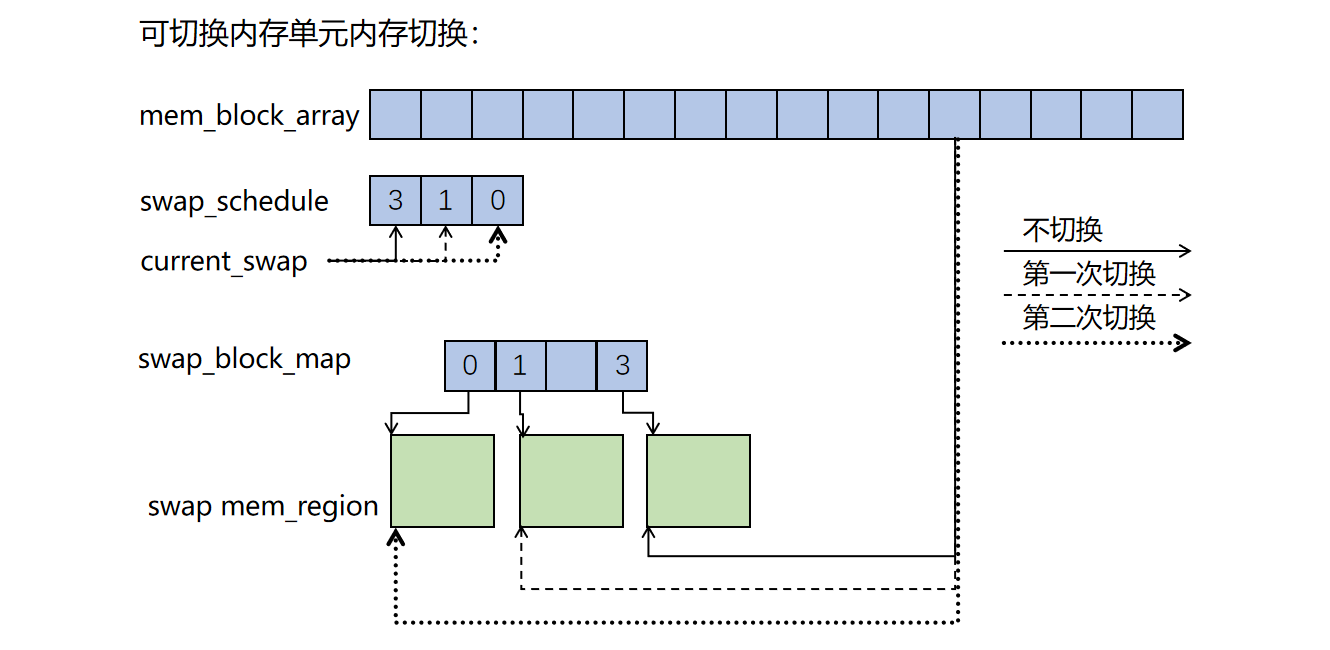 可切换内存单元内存切换：
mem_block_array
swap_schedule
3 1 0
current_swap
不切换
第一次切换
第二次切换
swap_block_map
0 1 3
swap mem_region